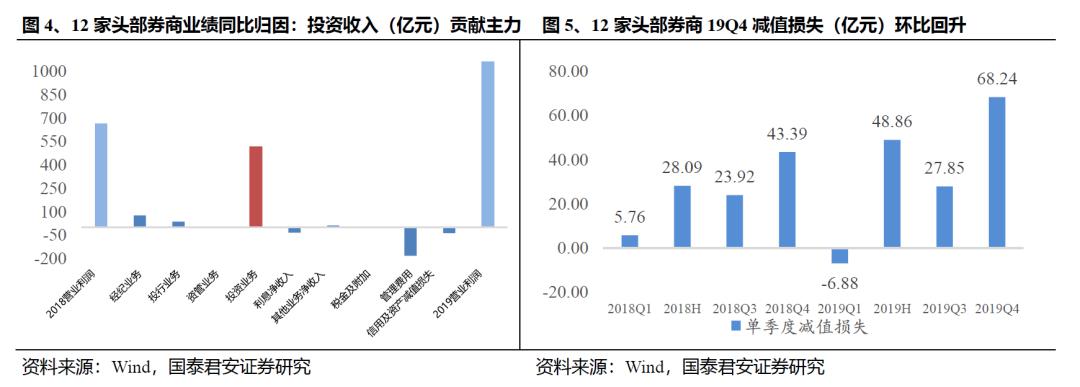 图 4、12 家头部券商业绩同比归因：投资收入（亿元）贡献主力
1000
850
700
550
400
250
100
-50
-200
2018营业利润
经纪业务
投行业务
资管业务
投资业务
利息净收入
其他业务净收入
税金及附加
管理费用
信用及资产减值损失
2019营业利润
资料来源：Wind，国泰君安证券研究
图 5、12 家头部券商 19Q4 减值损失（亿元）环比回升
80.00
60.00
40.00
20.00
0.00
-20.00
5.76
28.09
23.92
43.39
-6.88
48.86
27.85
68.24
2018Q1 2018H 2018Q3 2018Q4 2019Q1 2019H 2019Q3 2019Q4
单季度减值损失
资料来源：Wind，国泰君安证券研究